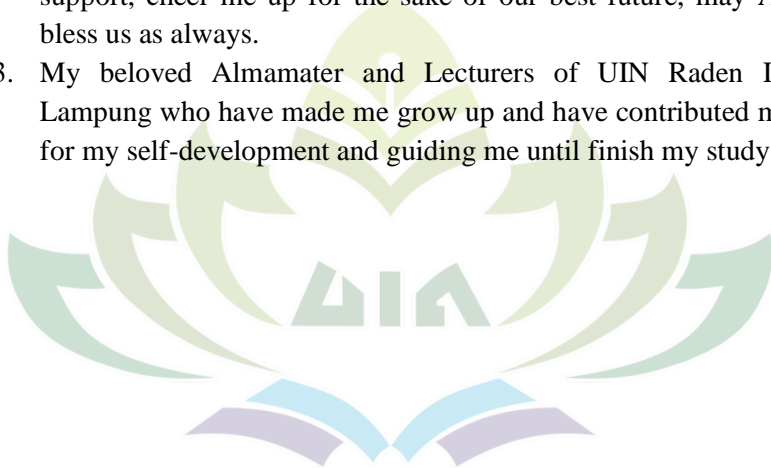 support, cheer me up for the sake of our best future, may
bless us as always.
3. My beloved Almamater and Lecturers of UIN Raden
Lampung who have made me grow up and have contributed
for my self-development and guiding me until finish my study
UIN